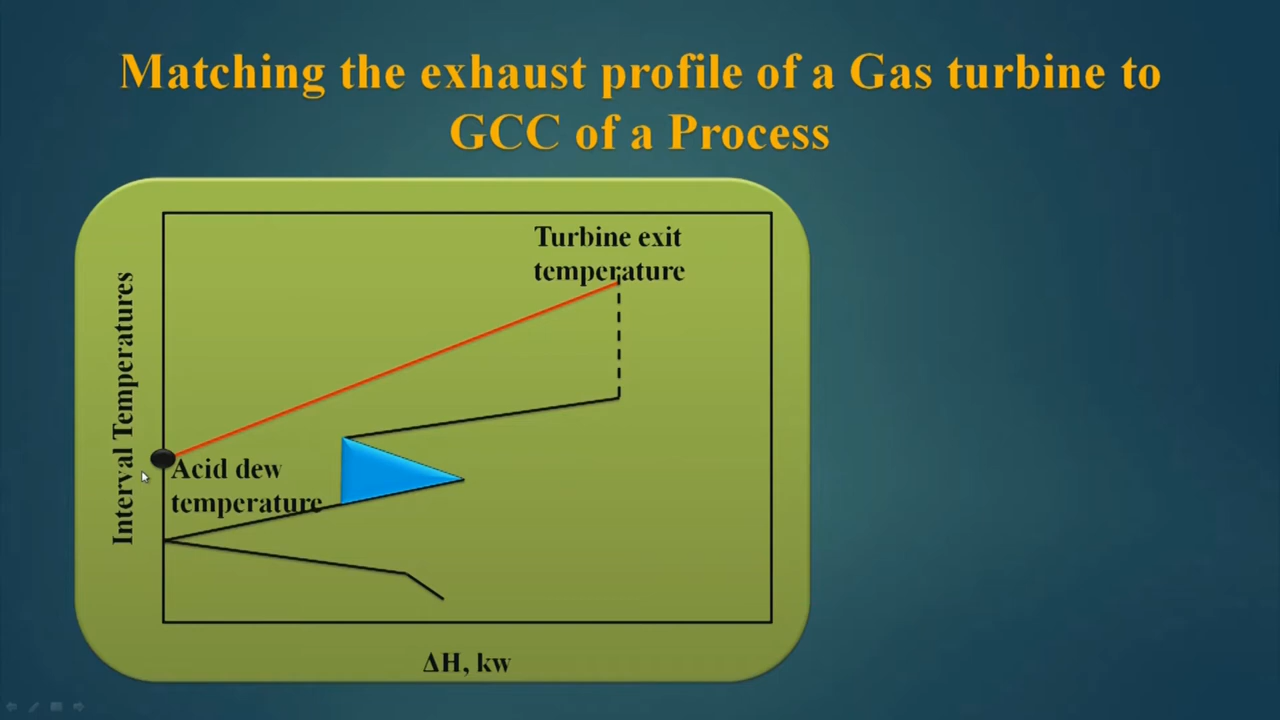 Matching the exhaust profile of a Gas turbine to
GCC of a Process
Turbine exit
temperature
Interval Temperatures
Acid dew
temperature
ΔH, kw